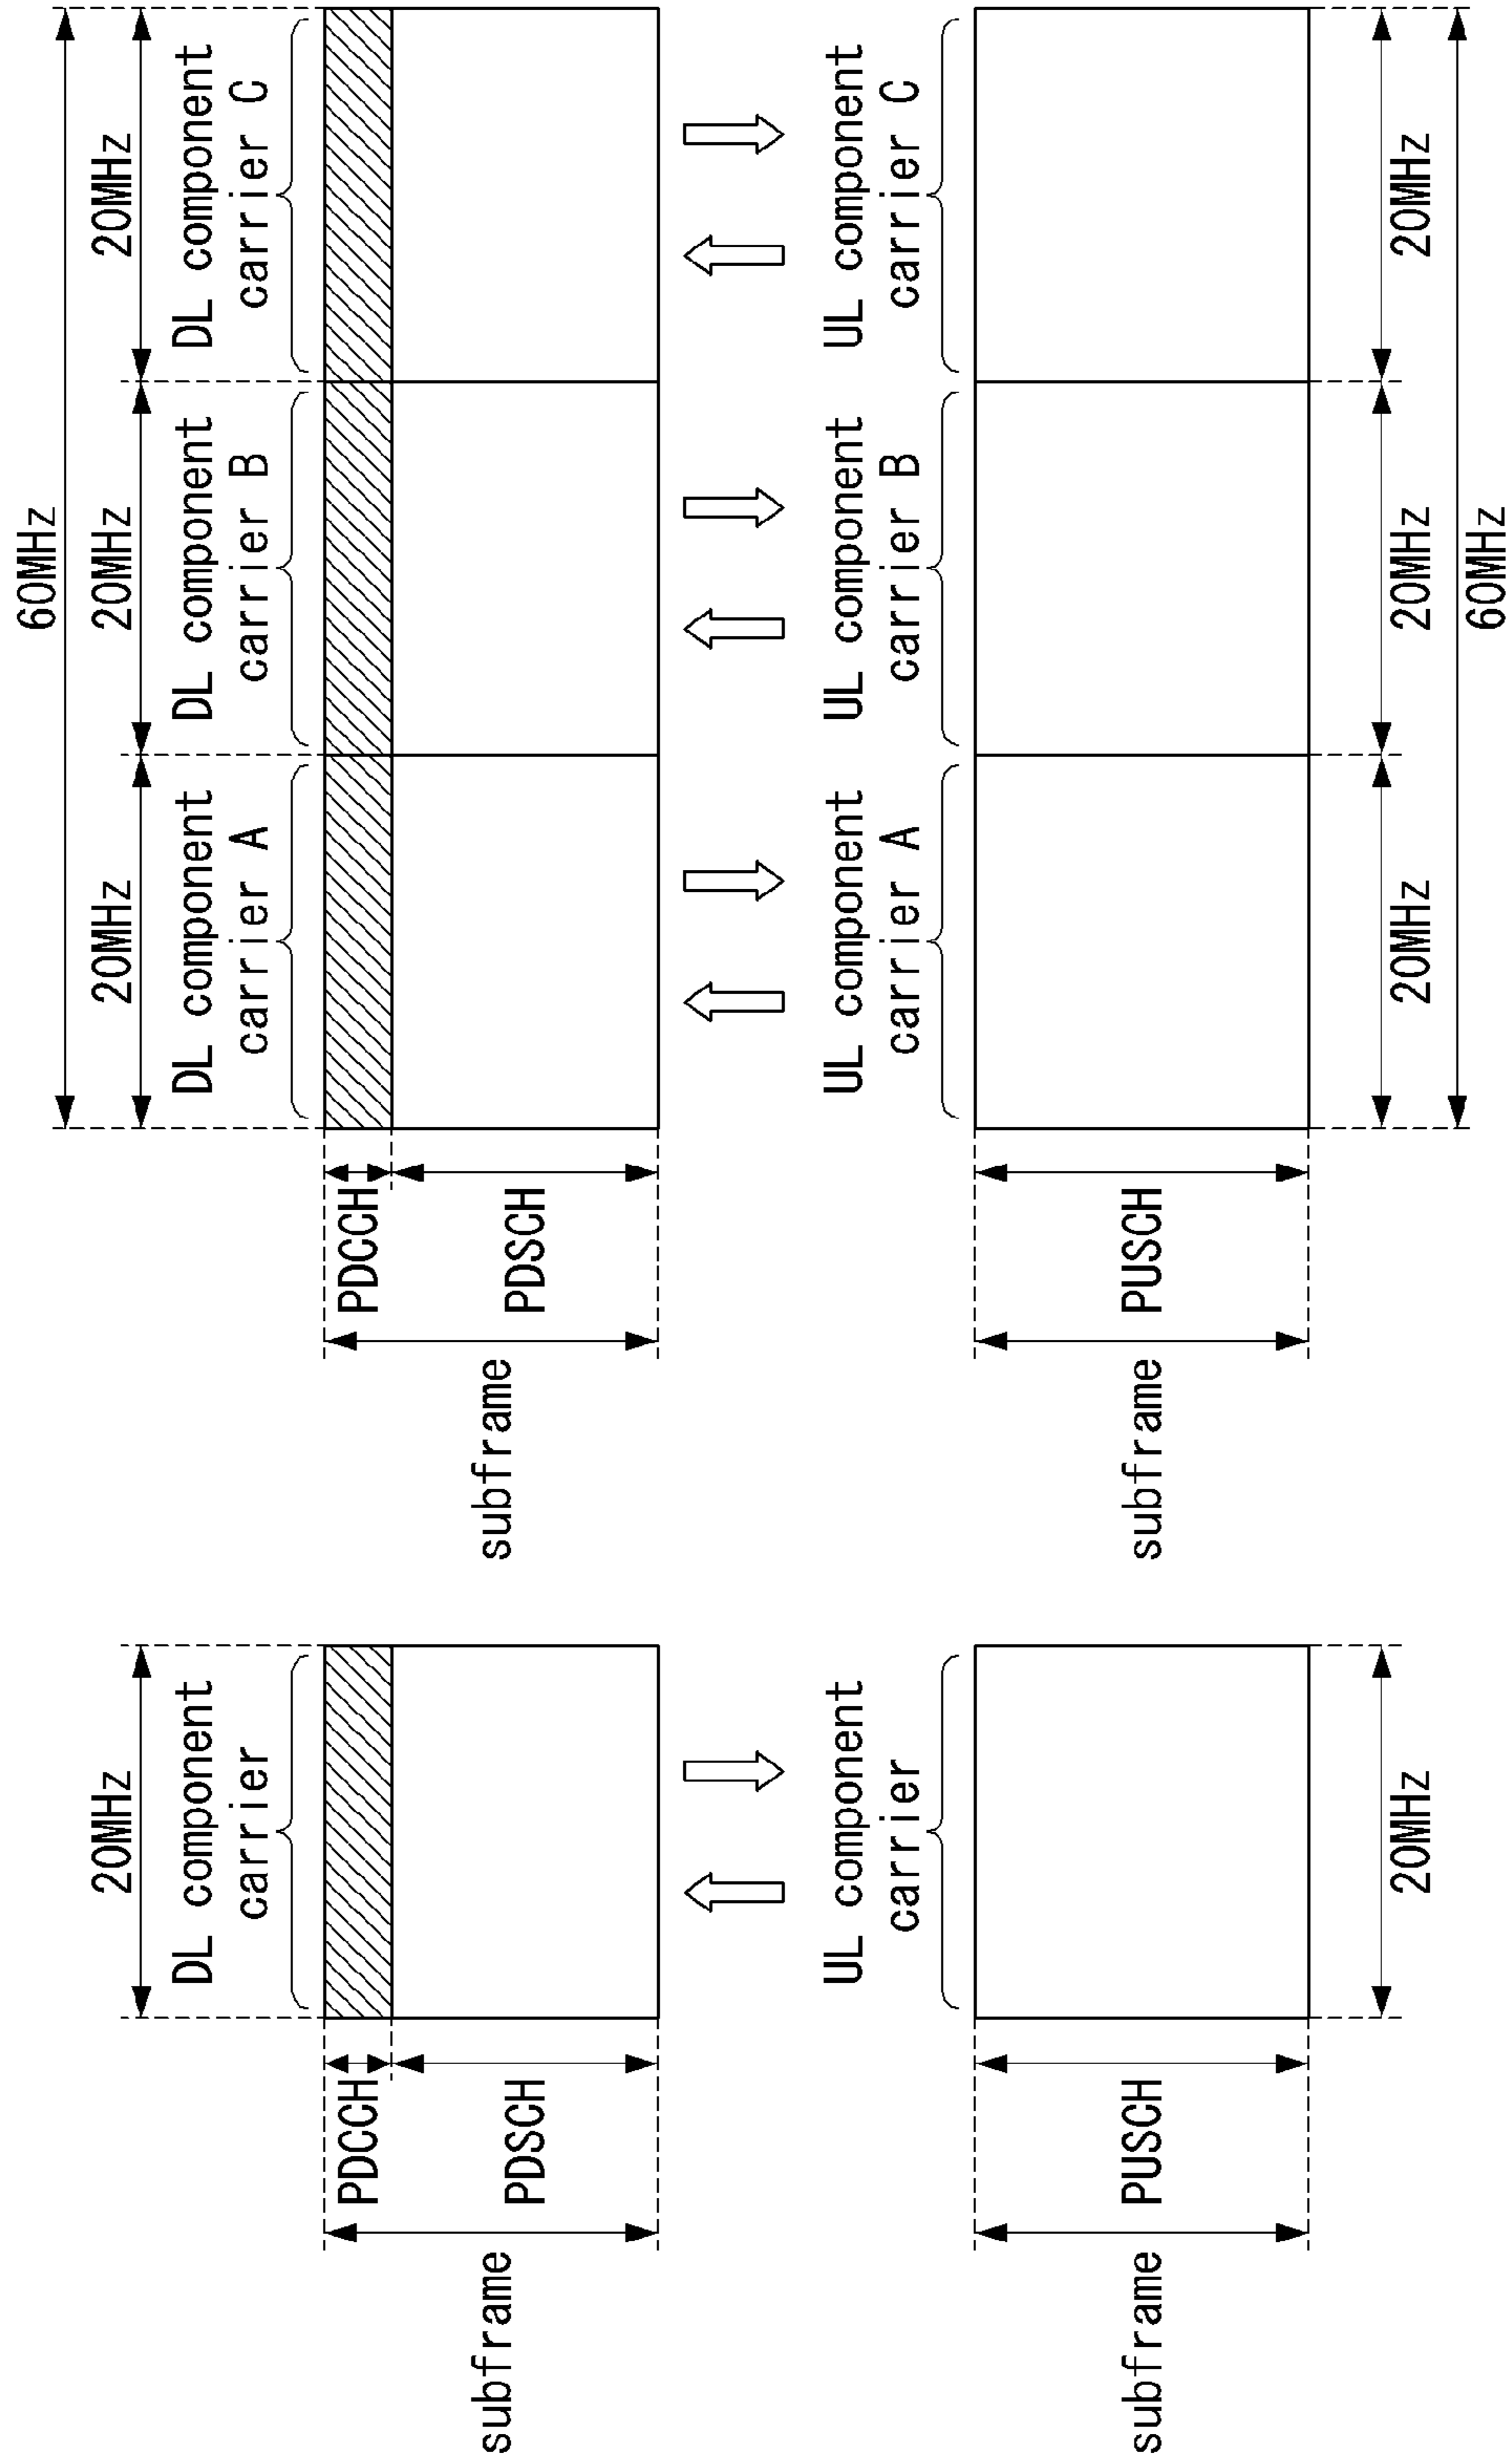 20MHz
DL component
carrier
PDCCH
subframe
PDSCH
UL component
carrier
subframe
PUSCH
20MHz
60MHz
20MHz
20MHz
20MHz
DL component
carrier A
DL component
carrier B
DL component
carrier C
PDCCH
subframe
PDSCH
UL component
carrier A
UL component
carrier B
UL component
carrier C
subframe
PUSCH
20MHz
20MHz
20MHz
60MHz